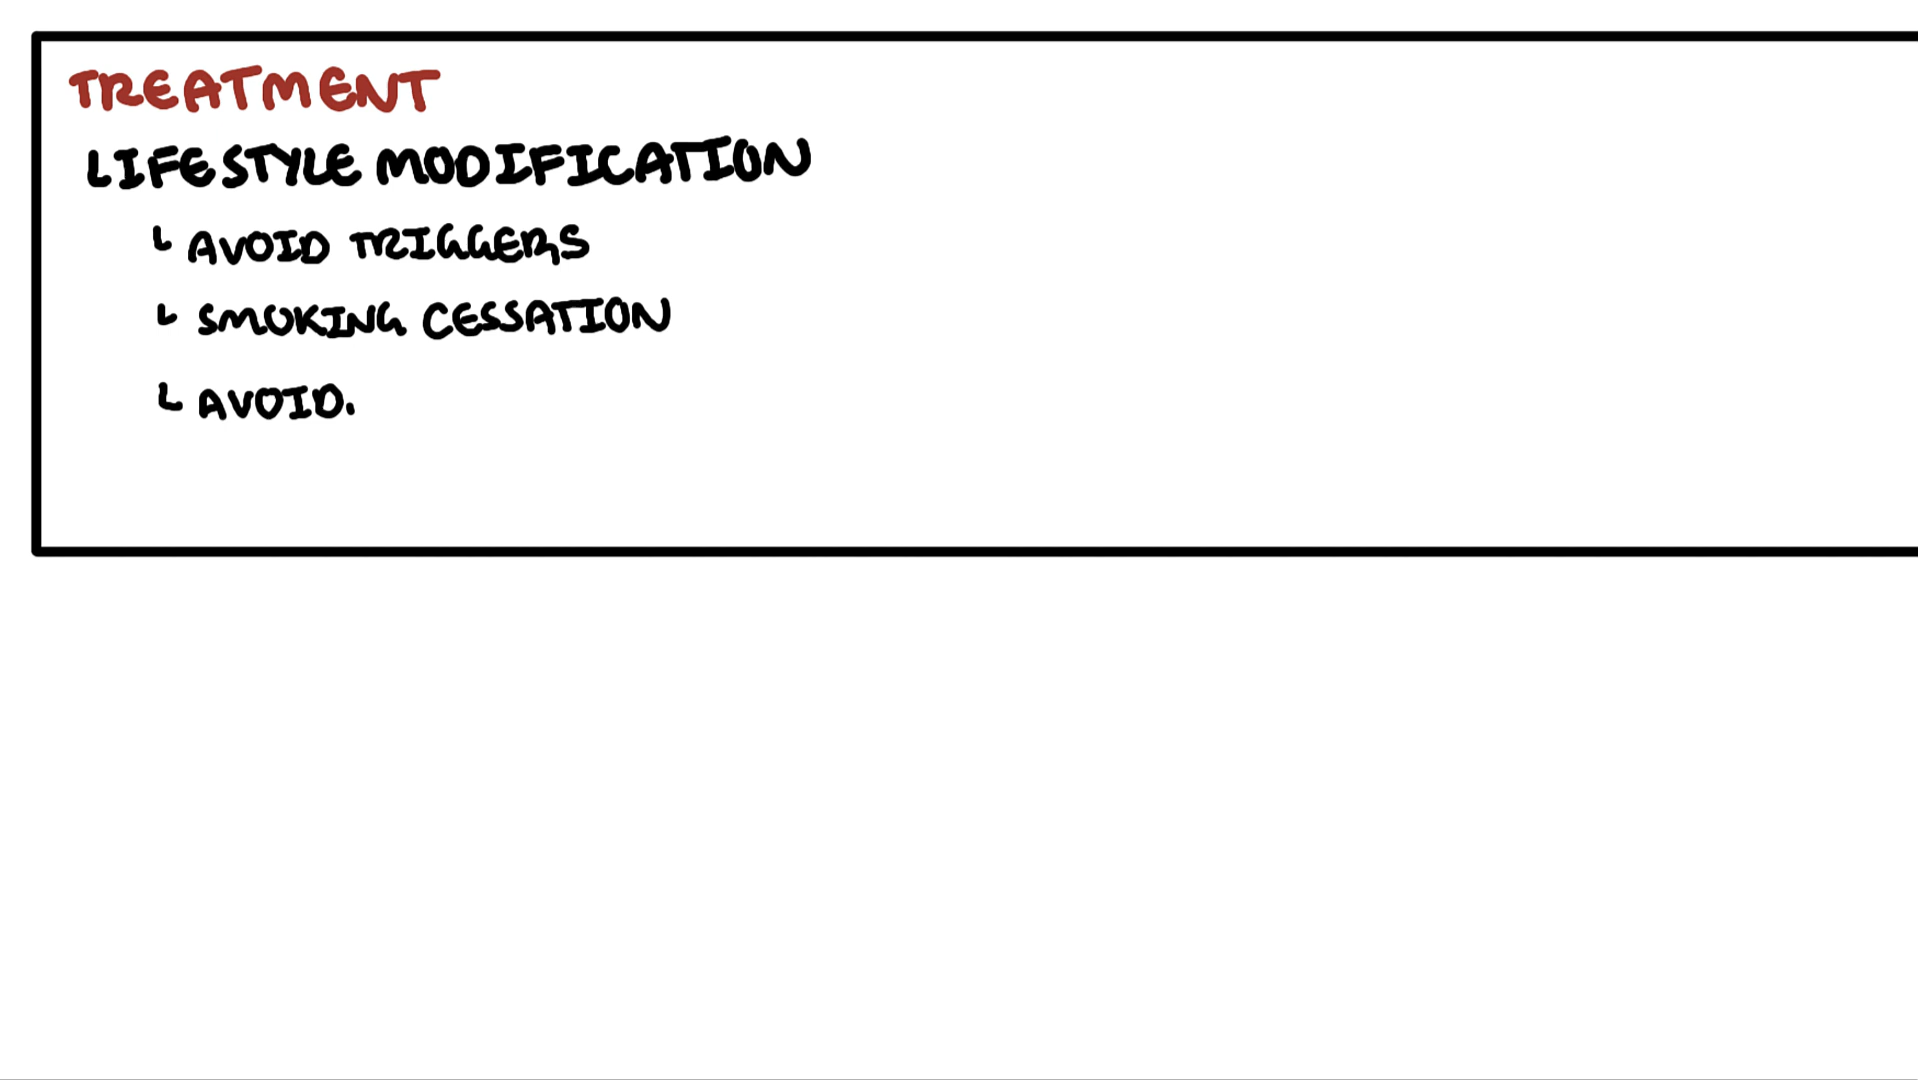 TREATMENT
LIFESTYLE MODIFICATION
└ AVOID TRIGGERS
└ SMOKING CESSATION
└ AVOID.